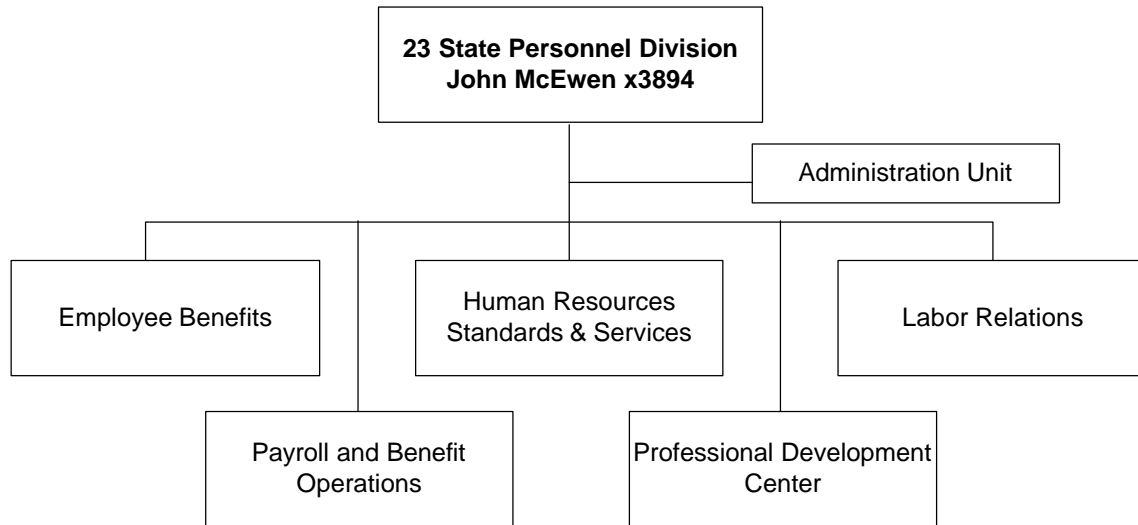 23 State Personnel Division
John McEwen x3894
Administration Unit
Employee Benefits
Human Resources
Standards & Services
Labor Relations
Payroll and Benefit
Operations
Professional Development
Center